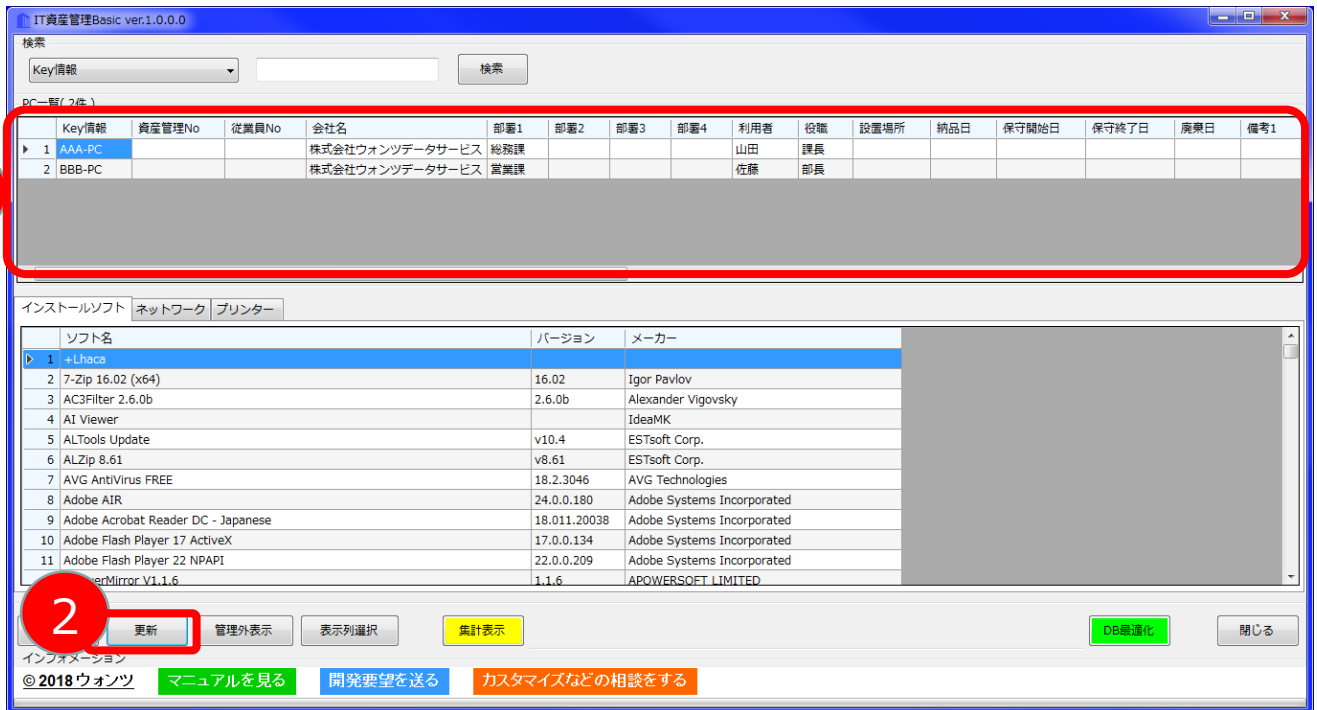 IT資産管理Basic ver.1.0.0.0
検索
Key情報 検索
PC一覧( 2件 )
Key情報 資産管理No 従業員No 会社名 部署1 部署2 部署3 部署4 利用者 役職 設置場所 納品日 保守開始日 保守終了日 廃棄日 備考1
1 AAA-PC 株式会社ウォンツデータサービス 総務課 山田 課長
2 BBB-PC 株式会社ウォンツデータサービス 営業課 佐藤 部長
インストールソフト ネットワーク プリンター
ソフト名 バージョン メーカー
1 +Lhaca
2 7-Zip 16.02 (x64) 16.02 Igor Pavlov
3 AC3Filter 2.6.0b 2.6.0b Alexander Vigovsky
4 AI Viewer IdeaMK
5 ALTools Update v10.4 ESTsoft Corp.
6 ALZip 8.61 v8.61 ESTsoft Corp.
7 AVG AntiVirus FREE 18.2.3046 AVG Technologies
8 Adobe AIR 24.0.0.180 Adobe Systems Incorporated
9 Adobe Acrobat Reader DC - Japanese 18.011.20038 Adobe Systems Incorporated
10 Adobe Flash Player 17 ActiveX 17.0.0.134 Adobe Systems Incorporated
11 Adobe Flash Player 22 NPAPI 22.0.0.209 Adobe Systems Incorporated
erMirror V1.1.6 1.1.6 APOWERSOFT LIMITED
2 更新 管理外表示 表示列選択 集計表示 DB最適化 閉じる
インフォメーション
© 2018 ウォンツ マニュアルを見る 開発要望を送る カスタマイズなどの相談をする